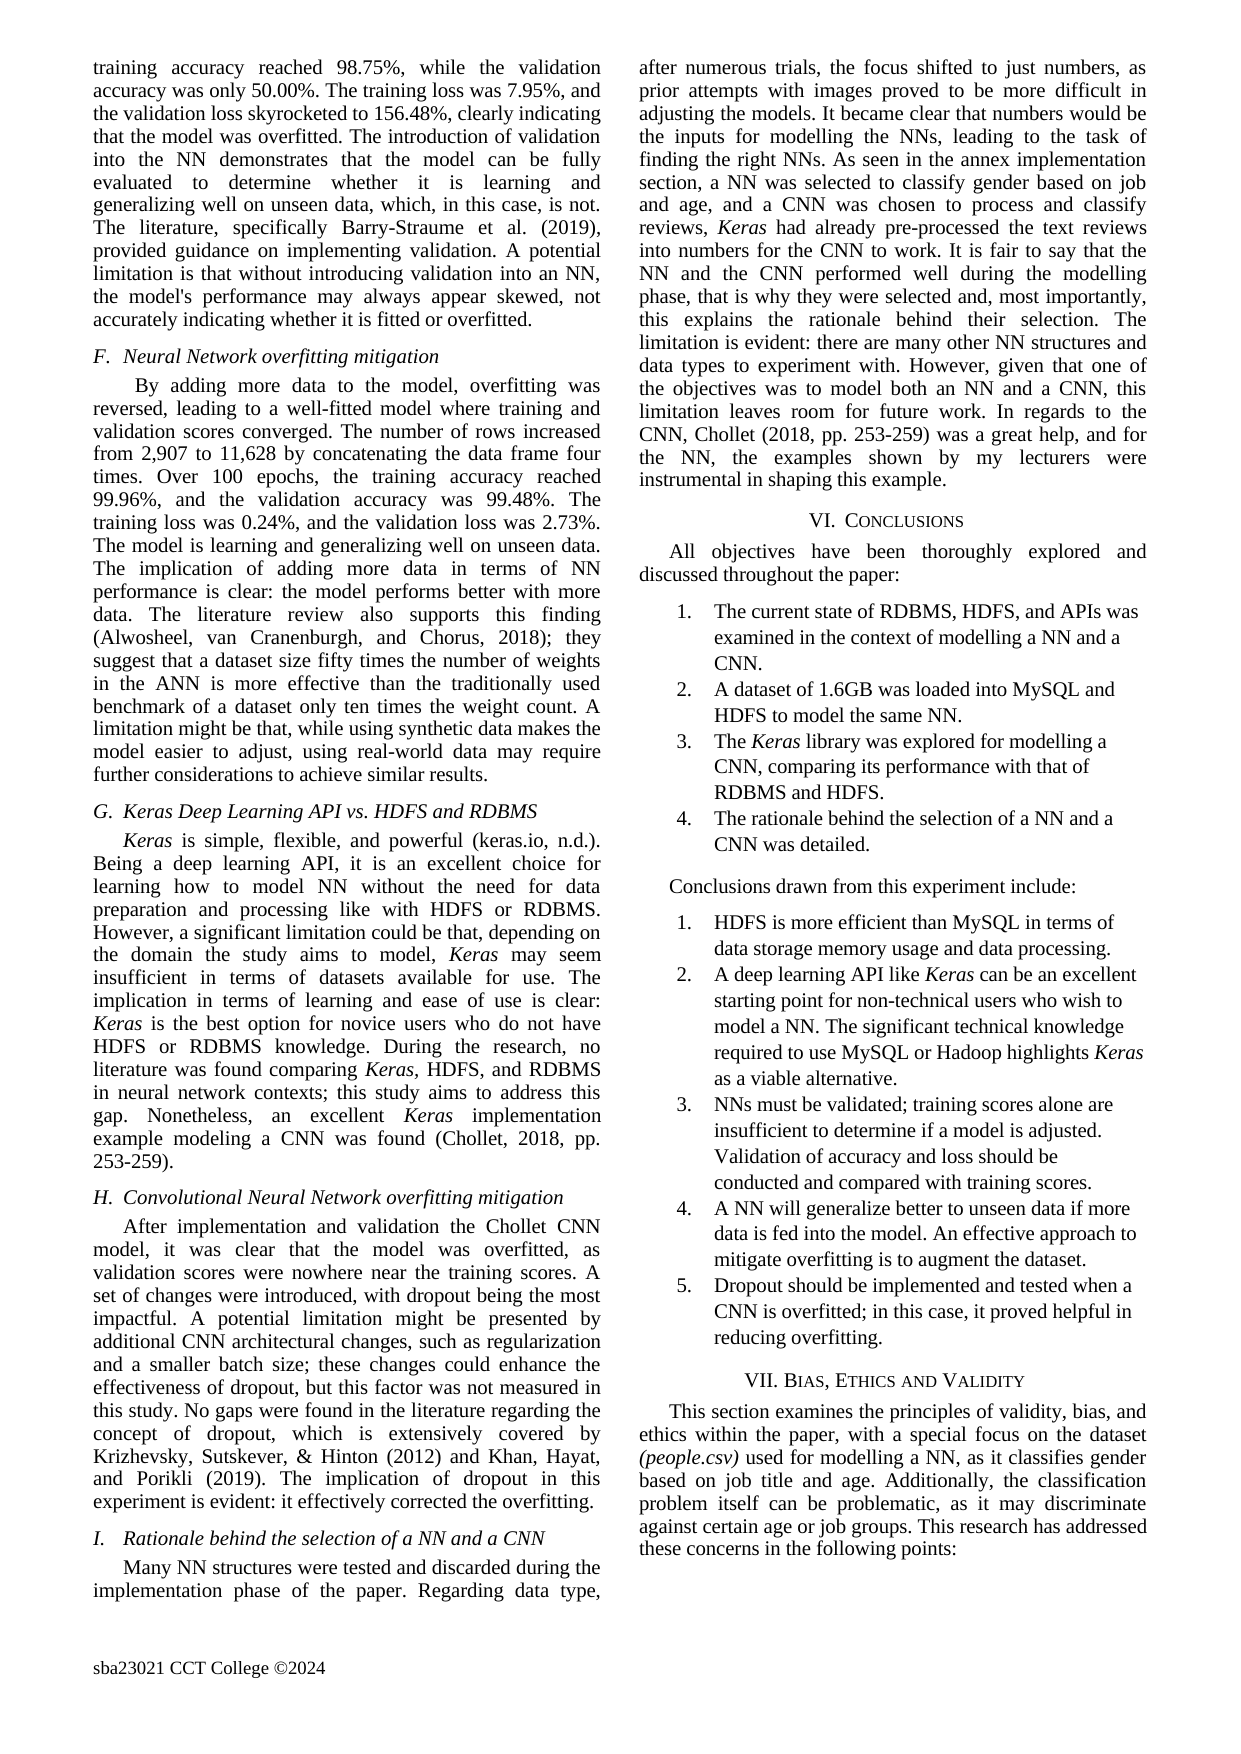 training accuracy reached 98.75%, while the validation
accuracy was only 50.00%. The training loss was 7.95%, and
the validation loss skyrocketed to 156.48%, clearly indicating
that the model was overfitted. The introduction of validation
into the NN demonstrates that the model can be fully
evaluated to determine whether it is learning and
generalizing well on unseen data, which, in this case, is not.
The literature, specifically Barry-Straume et al. (2019),
provided guidance on implementing validation. A potential
limitation is that without introducing validation into an NN,
the model's performance may always appear skewed, not
accurately indicating whether it is fitted or overfitted.
F. Neural Network overfitting mitigation
By adding more data to the model, overfitting was
reversed, leading to a well-fitted model where training and
validation scores converged. The number of rows increased
from 2,907 to 11,628 by concatenating the data frame four
times. Over 100 epochs, the training accuracy reached
99.96%, and the validation accuracy was 99.48%. The
training loss was 0.24%, and the validation loss was 2.73%.
The model is learning and generalizing well on unseen data.
The implication of adding more data in terms of NN
performance is clear: the model performs better with more
data. The literature review also supports this finding
(Alwosheel, van Cranenburgh, and Chorus, 2018); they
suggest that a dataset size fifty times the number of weights
in the ANN is more effective than the traditionally used
benchmark of a dataset only ten times the weight count. A
limitation might be that, while using synthetic data makes the
model easier to adjust, using real-world data may require
further considerations to achieve similar results.
G. Keras Deep Learning API vs. HDFS and RDBMS
Keras is simple, flexible, and powerful (keras.io, n.d.).
Being a deep learning API, it is an excellent choice for
learning how to model NN without the need for data
preparation and processing like with HDFS or RDBMS.
However, a significant limitation could be that, depending on
the domain the study aims to model, Keras may seem
insufficient in terms of datasets available for use. The
implication in terms of learning and ease of use is clear:
Keras is the best option for novice users who do not have
HDFS or RDBMS knowledge. During the research, no
literature was found comparing Keras, HDFS, and RDBMS
in neural network contexts; this study aims to address this
gap. Nonetheless, an excellent Keras implementation
example modeling a CNN was found (Chollet, 2018, pp.
253-259).
H. Convolutional Neural Network overfitting mitigation
After implementation and validation the Chollet CNN
model, it was clear that the model was overfitted, as
validation scores were nowhere near the training scores. A
set of changes were introduced, with dropout being the most
impactful. A potential limitation might be presented by
additional CNN architectural changes, such as regularization
and a smaller batch size; these changes could enhance the
effectiveness of dropout, but this factor was not measured in
this study. No gaps were found in the literature regarding the
concept of dropout, which is extensively covered by
Krizhevsky, Sutskever, & Hinton (2012) and Khan, Hayat,
and Porikli (2019). The implication of dropout in this
experiment is evident: it effectively corrected the overfitting.
I. Rationale behind the selection of a NN and a CNN
Many NN structures were tested and discarded during the
implementation phase of the paper. Regarding data type,
after numerous trials, the focus shifted to just numbers, as
prior attempts with images proved to be more difficult in
adjusting the models. It became clear that numbers would be
the inputs for modelling the NNs, leading to the task of
finding the right NNs. As seen in the annex implementation
section, a NN was selected to classify gender based on job
and age, and a CNN was chosen to process and classify
reviews, Keras had already pre-processed the text reviews
into numbers for the CNN to work. It is fair to say that the
NN and the CNN performed well during the modelling
phase, that is why they were selected and, most importantly,
this explains the rationale behind their selection. The
limitation is evident: there are many other NN structures and
data types to experiment with. However, given that one of
the objectives was to model both an NN and a CNN, this
limitation leaves room for future work. In regards to the
CNN, Chollet (2018, pp. 253-259) was a great help, and for
the NN, the examples shown by my lecturers were
instrumental in shaping this example.
VI. CONCLUSIONS
All objectives have been thoroughly explored and
discussed throughout the paper:
1. The current state of RDBMS, HDFS, and APIs was
examined in the context of modelling a NN and a
CNN.
2. A dataset of 1.6GB was loaded into MySQL and
HDFS to model the same NN.
3. The Keras library was explored for modelling a
CNN, comparing its performance with that of
RDBMS and HDFS.
4. The rationale behind the selection of a NN and a
CNN was detailed.
Conclusions drawn from this experiment include:
1. HDFS is more efficient than MySQL in terms of
data storage memory usage and data processing.
2. A deep learning API like Keras can be an excellent
starting point for non-technical users who wish to
model a NN. The significant technical knowledge
required to use MySQL or Hadoop highlights Keras
as a viable alternative.
3. NNs must be validated; training scores alone are
insufficient to determine if a model is adjusted.
Validation of accuracy and loss should be
conducted and compared with training scores.
4. A NN will generalize better to unseen data if more
data is fed into the model. An effective approach to
mitigate overfitting is to augment the dataset.
5. Dropout should be implemented and tested when a
CNN is overfitted; in this case, it proved helpful in
reducing overfitting.
VII. BIAS, ETHICS AND VALIDITY
This section examines the principles of validity, bias, and
ethics within the paper, with a special focus on the dataset
(people.csv) used for modelling a NN, as it classifies gender
based on job title and age. Additionally, the classification
problem itself can be problematic, as it may discriminate
against certain age or job groups. This research has addressed
these concerns in the following points:
sba23021 CCT College ©2024